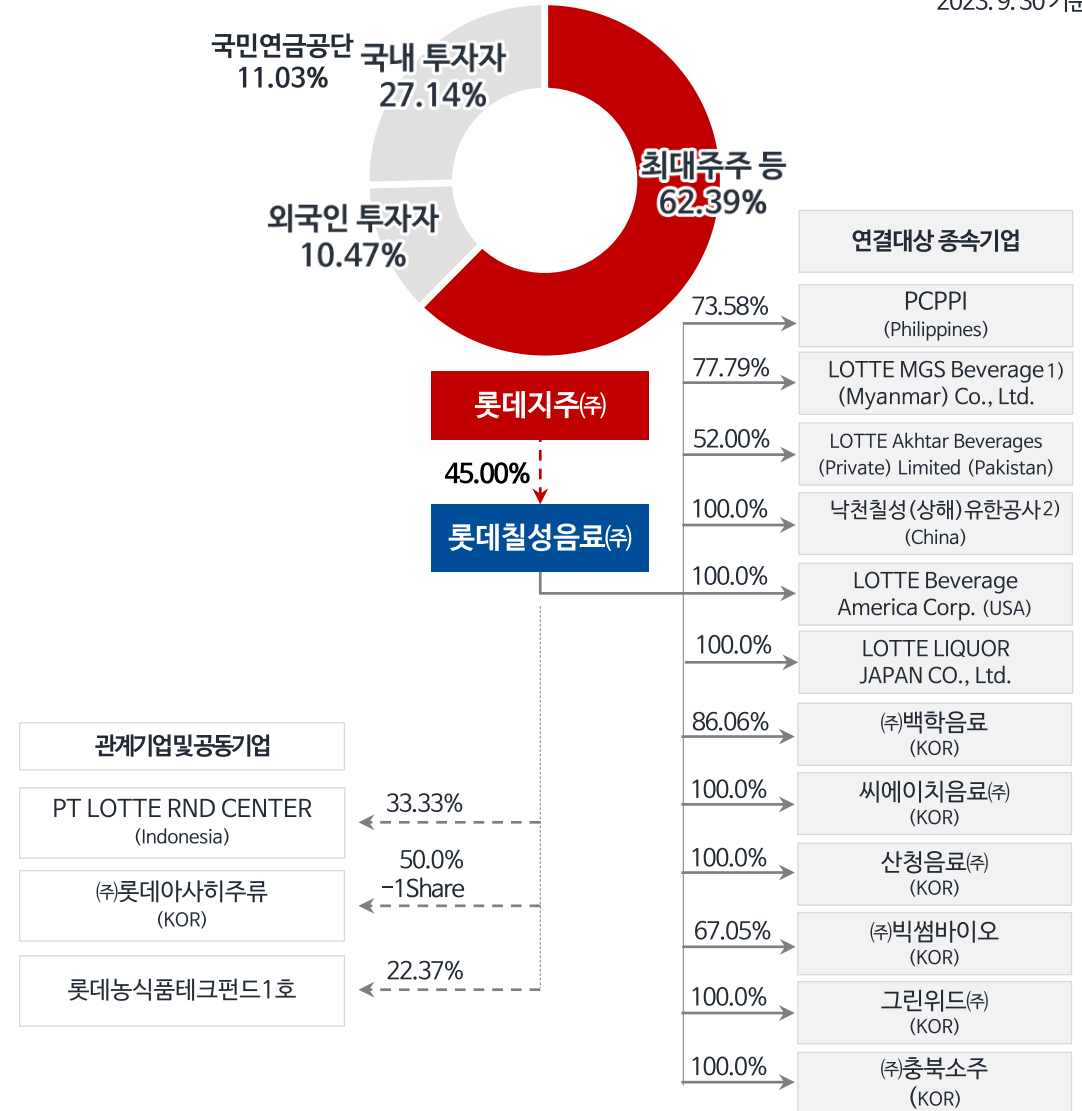 2023. 9. 30 기준
국민연금공단
11.03%
국내 투자자
27.14%
최대주주 등
62.39%
외국인 투자자
10.47%
롯데지주㈜
45.00%
롯데칠성음료㈜
연결대상 종속기업
73.58%
PCPPI
(Philippines)
77.79%
LOTTE MGS Beverage 1)
(Myanmar) Co., Ltd.
52.00%
LOTTE Akhtar Beverages
(Private) Limited (Pakistan)
100.0%
낙천칠성(상해)유한공사 2)
(China)
100.0%
LOTTE Beverage
America Corp. (USA)
100.0%
LOTTE LIQUOR
JAPAN CO., Ltd.
86.06%
㈜백학음료
(KOR)
100.0%
씨에이치음료㈜
(KOR)
100.0%
산청음료㈜
(KOR)
67.05%
㈜빅썸바이오
(KOR)
100.0%
그린위드㈜
(KOR)
100.0%
㈜충북소주
(KOR)
관계기업및공동기업
PT LOTTE RND CENTER
(Indonesia)
33.33%
㈜롯데아사히주류
(KOR)
50.0%
-1Share
롯데농식품테크펀드1호
22.37%